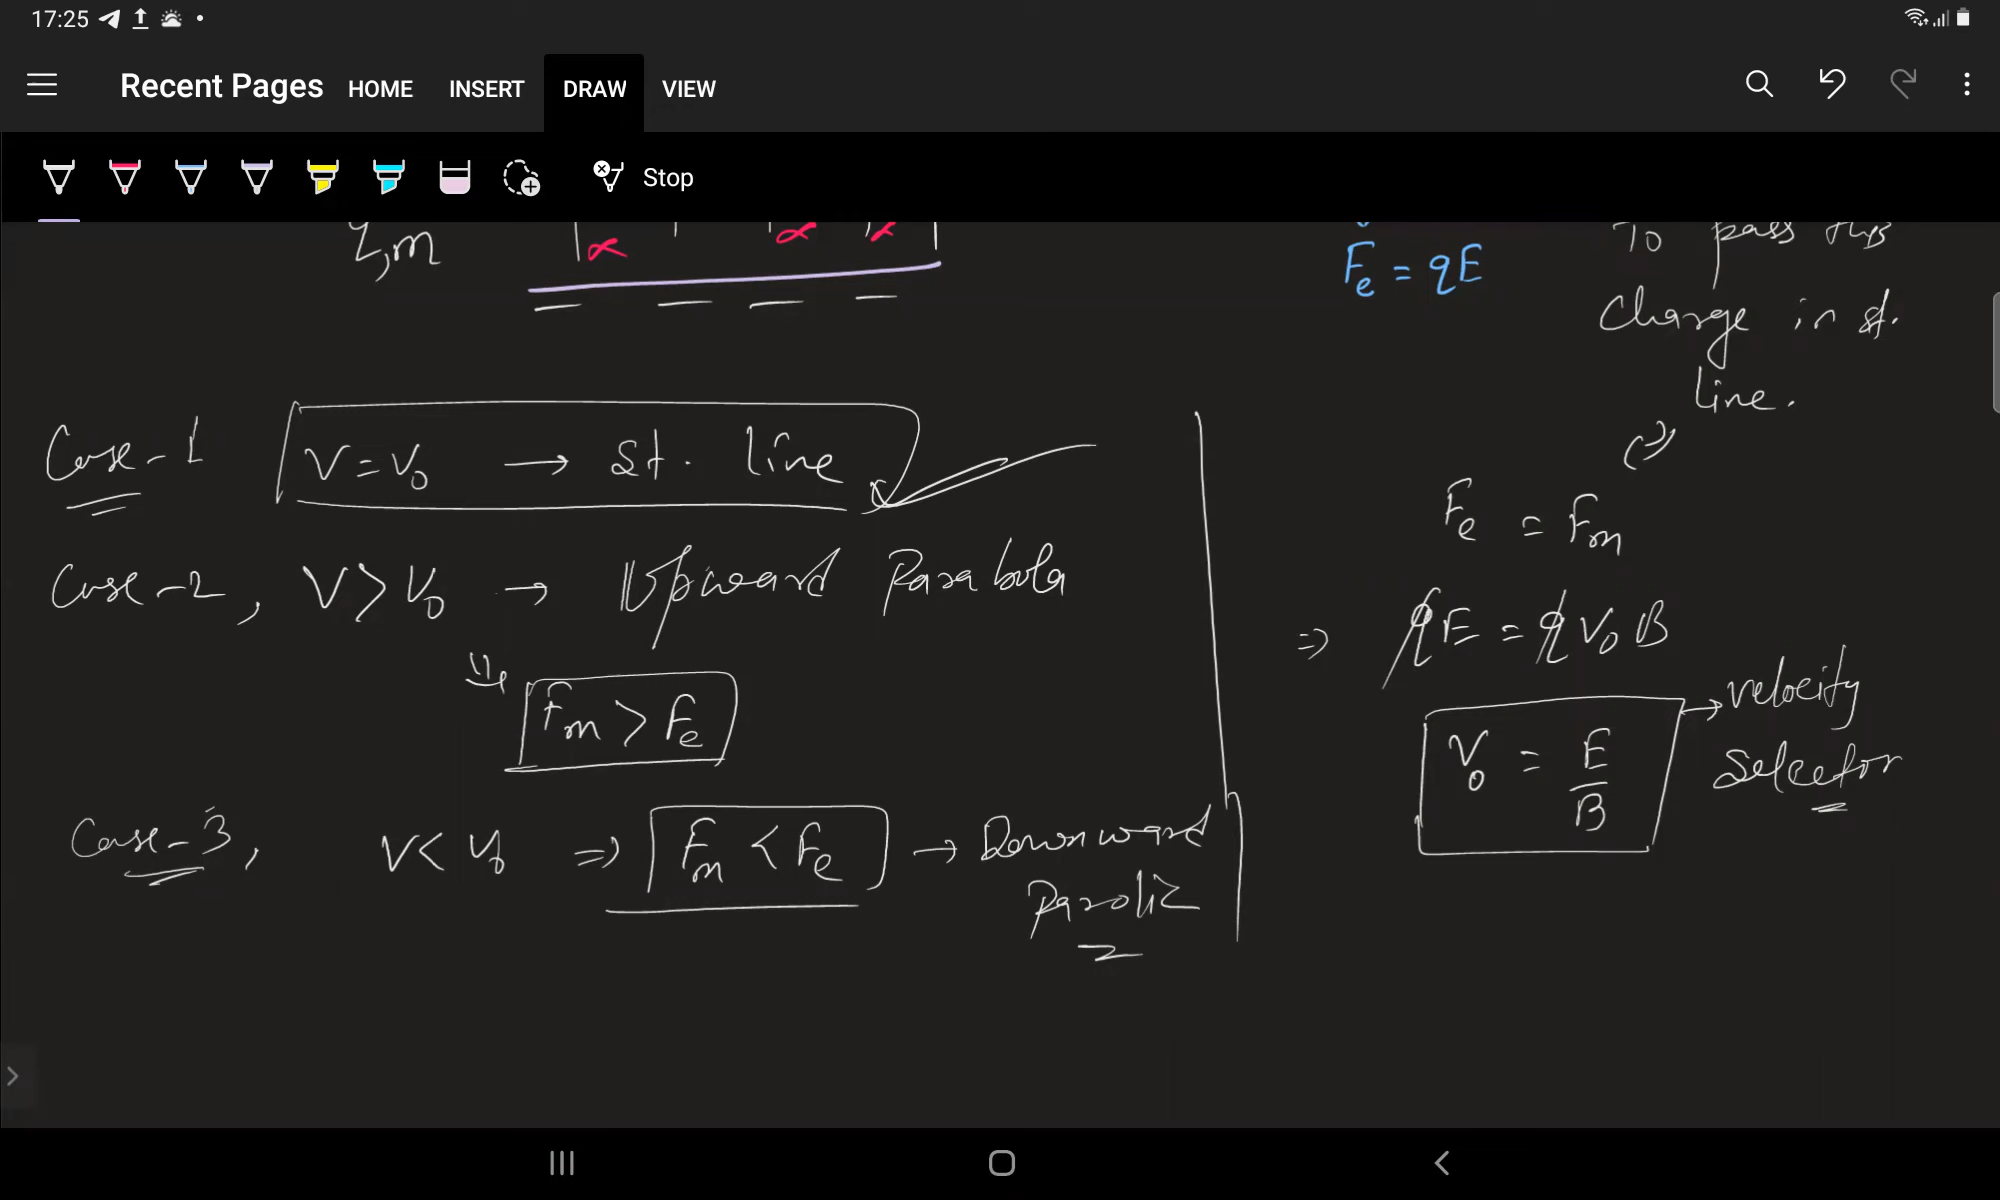 17:25
Recent Pages HOME INSERT DRAW VIEW
Stop
q,m
Fe = qE
To pass this
charge in st.
line.
Case-1 V=V0 → St. line
Fe = Fm
Case-2, V>V0 → Upward Parabola
⇒ qE = qV0B
Fm > Fe
V0 = E/B → velocity
selector
Case-3, V< V0 ⇒ Fm < Fe → Downward